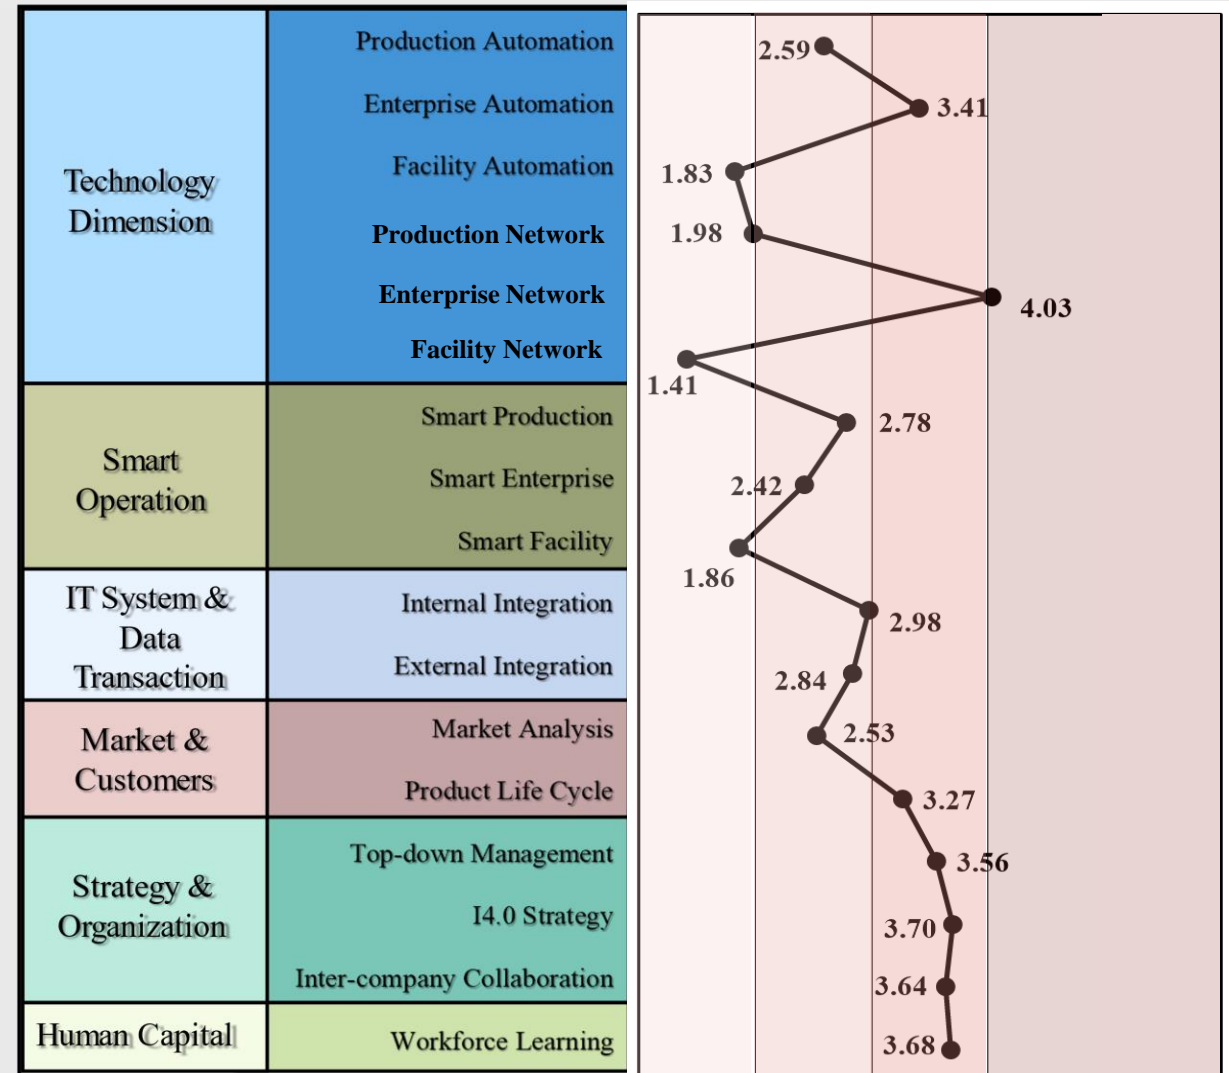 Production Automation
2.59
Enterprise Automation
3.41
Facility Automation
1.83
Technology
Dimension
Production Network
1.98
Enterprise Network
4.03
Facility Network
1.41
Smart Production
2.78
Smart
Operation
Smart Enterprise
2.42
Smart Facility
1.86
IT System &
Data
Transaction
Internal Integration
2.98
External Integration
2.84
Market &
Customers
Market Analysis
2.53
Product Life Cycle
3.27
Strategy &
Organization
Top-down Management
3.56
I4.0 Strategy
3.70
Inter-company Collaboration
3.64
Human Capital
Workforce Learning
3.68